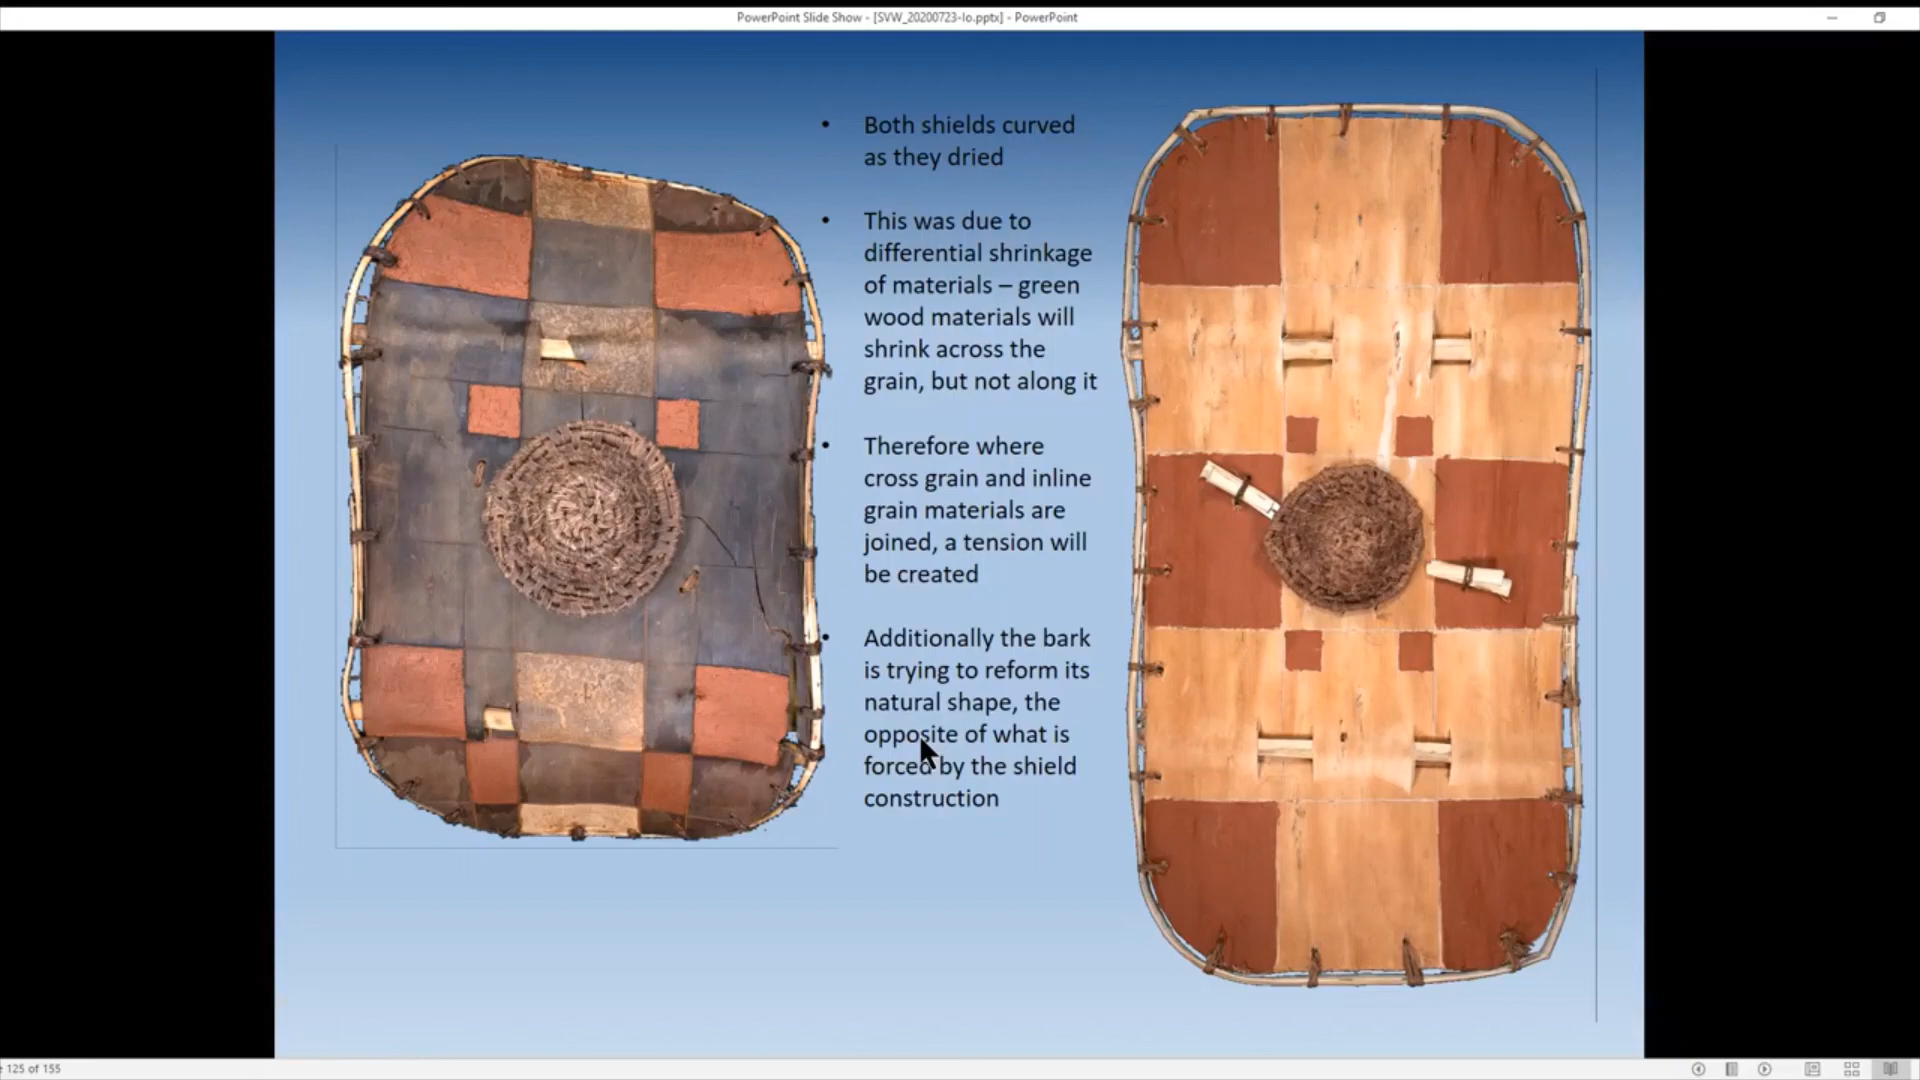 PowerPoint Slide Show - [SVW_20200723-lo.pptx] - PowerPoint
• Both shields curved
as they dried
• This was due to
differential shrinkage
of materials – green
wood materials will
shrink across the
grain, but not along it
• Therefore where
cross grain and inline
grain materials are
joined, a tension will
be created
• Additionally the bark
is trying to reform its
natural shape, the
opposite of what is
forced by the shield
construction
125 of 155